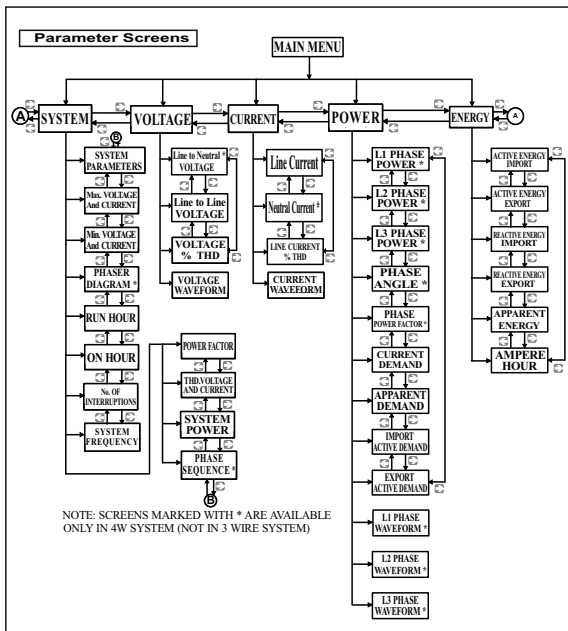 Parameter Screens
MAIN MENU
A
SYSTEM
VOLTAGE
CURRENT
POWER
ENERGY
A
B
SYSTEM
PARAMETERS
Max. VOLTAGE
And CURRENT
Min. VOLTAGE
And CURRENT
PHASER
DIAGRAM *
RUN HOUR
ON HOUR
No. OF
INTERRUPTIONS
SYSTEM
FREQUENCY
POWER FACTOR
THD.VOLTAGE
AND CURRENT
SYSTEM
POWER
PHASE
SEQUENCE *
B
Line to Neutral *
VOLTAGE
Line to Line
VOLTAGE
VOLTAGE
% THD
VOLTAGE
WAVEFORM
Line Current
Neutral Current *
LINE CURRENT
% THD
CURRENT
WAVEFORM
L1 PHASE
POWER *
L2 PHASE
POWER *
L3 PHASE
POWER *
PHASE
ANGLE *
PHASE
POWER FACTOR *
CURRENT
DEMAND
APPARENT
DEMAND
IMPORT
ACTIVE DEMAND
EXPORT
ACTIVE DEMAND
L1 PHASE
WAVEFORM *
L2 PHASE
WAVEFORM *
L3 PHASE
WAVEFORM *
ACTIVE ENERGY
IMPORT
ACTIVE ENERGY
EXPORT
REACTIVE ENERGY
IMPORT
REACTIVE ENERGY
EXPORT
APPARENT
ENERGY
AMPERE
HOUR
NOTE: SCREENS MARKED WITH * ARE AVAILABLE
ONLY IN 4W SYSTEM (NOT IN 3 WIRE SYSTEM)